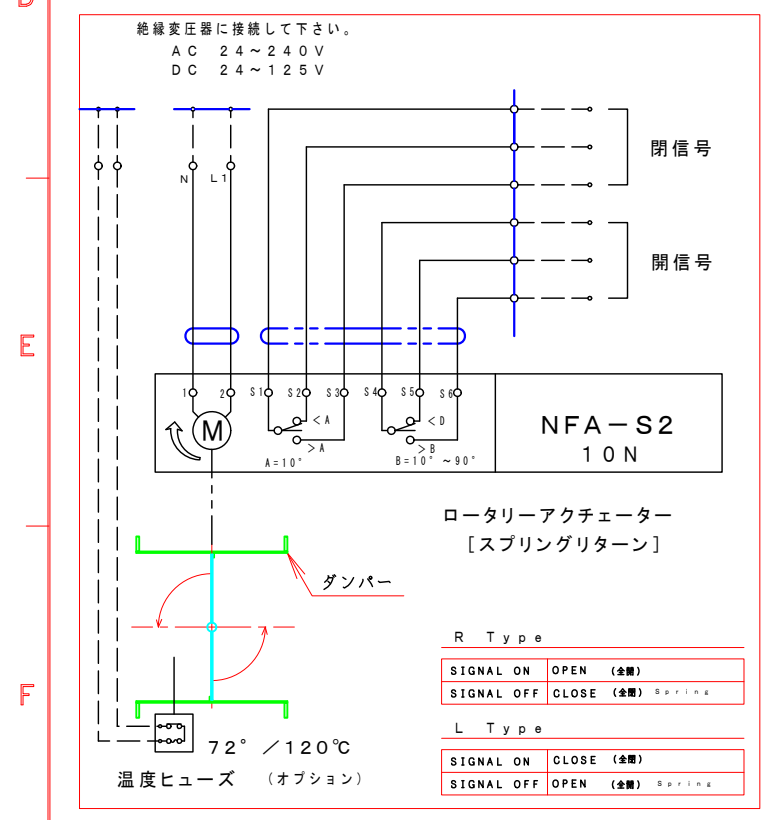 D
絶縁変圧器に接続して下さい。
AC 24~240V
DC 24~125V
閉信号
N L1
開信号
E
1 2 S1 S2 S3 S4 S5 S6
M
<A
>A
A=10°
<D
>B
B=10°~90°
NFA-S2
10N
ロータリーアクチェーター
[スプリングリターン]
ダンパー
R Type
SIGNAL ON OPEN (全開)
SIGNAL OFF CLOSE (全閉) Spring
F
L Type
SIGNAL ON CLOSE (全閉)
SIGNAL OFF OPEN (全開) Spring
72°/120℃
温度ヒューズ (オプション)